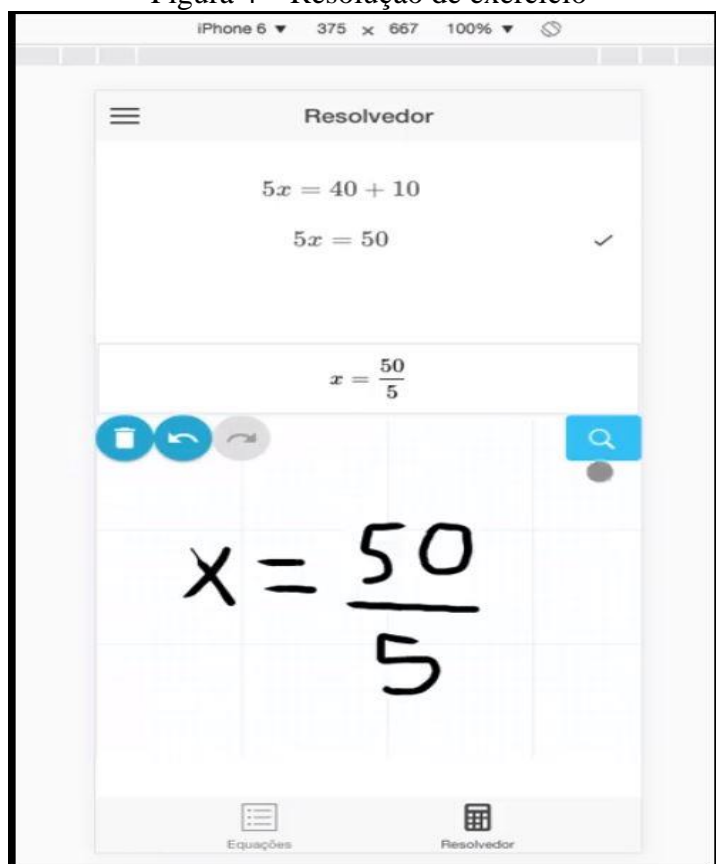 Figura 4 – Resolução de exercício
iPhone 6 ▼ 375 × 667 100% ▼
Resolvedor
5x = 40 + 10
5x = 50 ✓
x = 50/5
x = 50/5
Equações Resolvedor